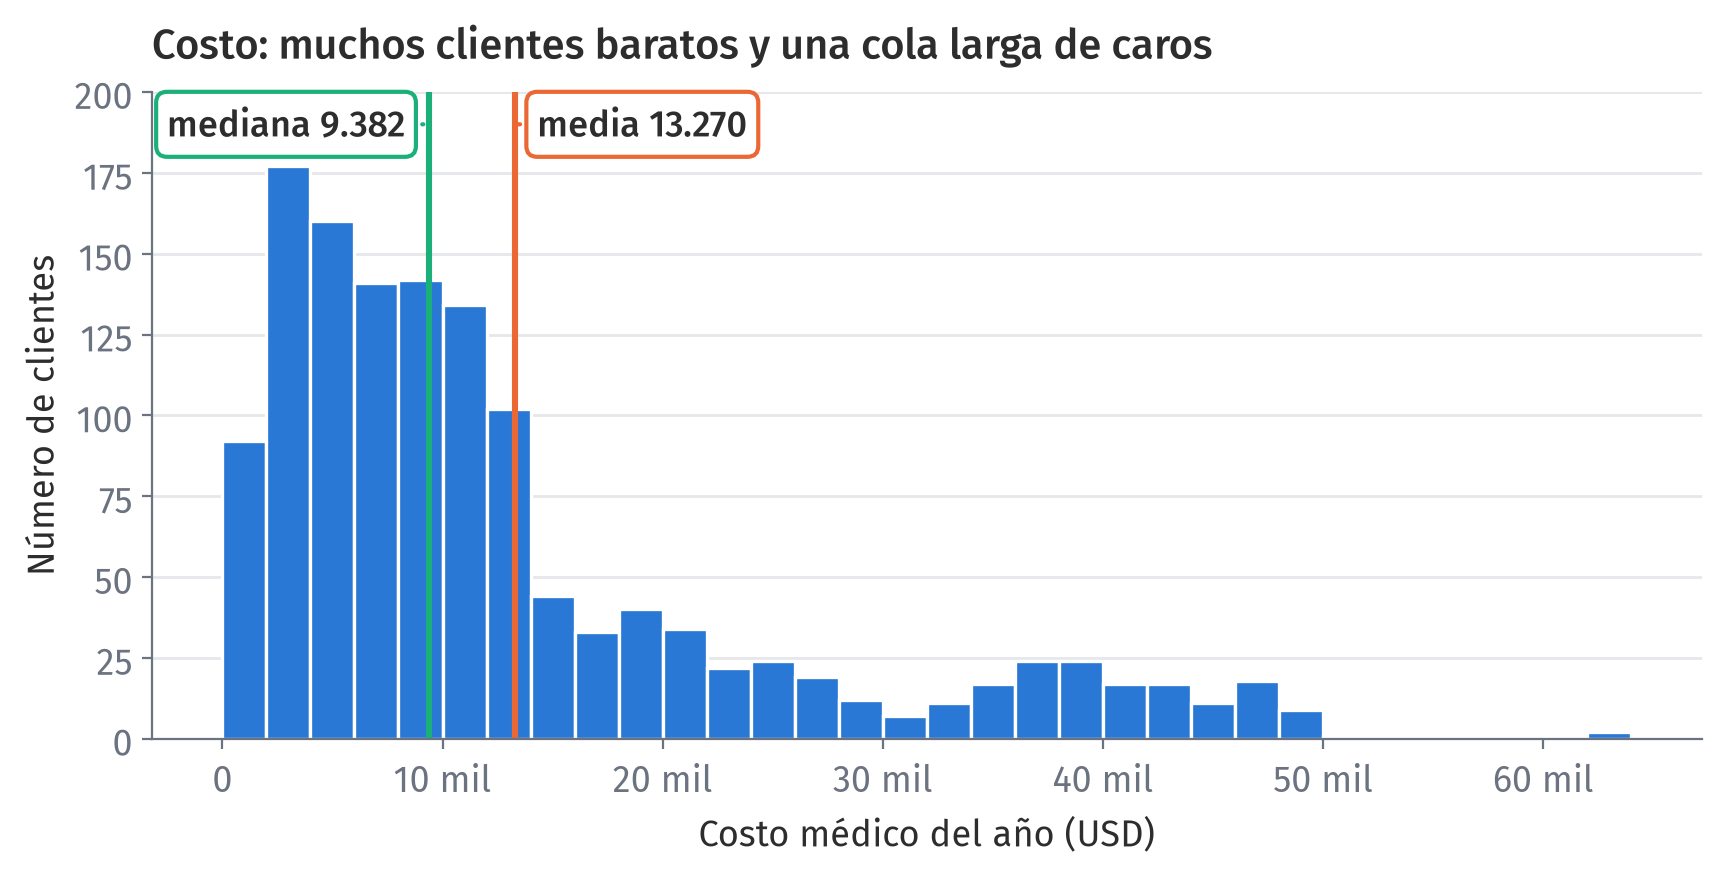 Costo: muchos clientes baratos y una cola larga de caros
mediana 9.382
media 13.270
Número de clientes
200
175
150
125
100
75
50
25
0
0
10 mil
20 mil
30 mil
40 mil
50 mil
60 mil
Costo médico del año (USD)